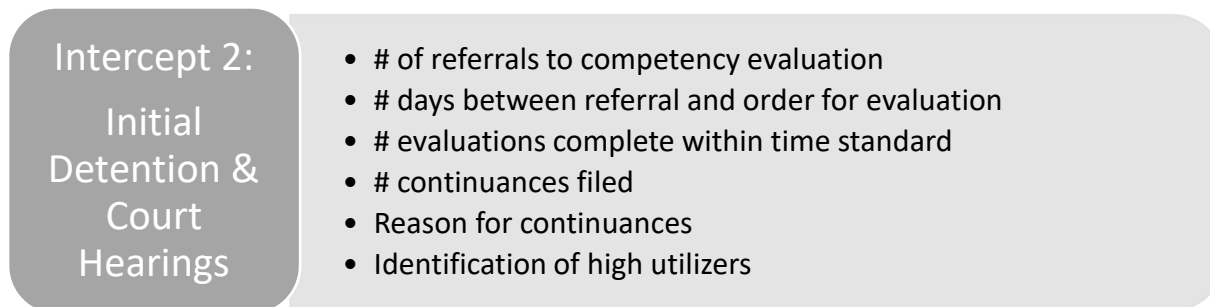 Intercept 2:
Initial
Detention &
Court
Hearings
• # of referrals to competency evaluation
• # days between referral and order for evaluation
• # evaluations complete within time standard
• # continuances filed
• Reason for continuances
• Identification of high utilizers